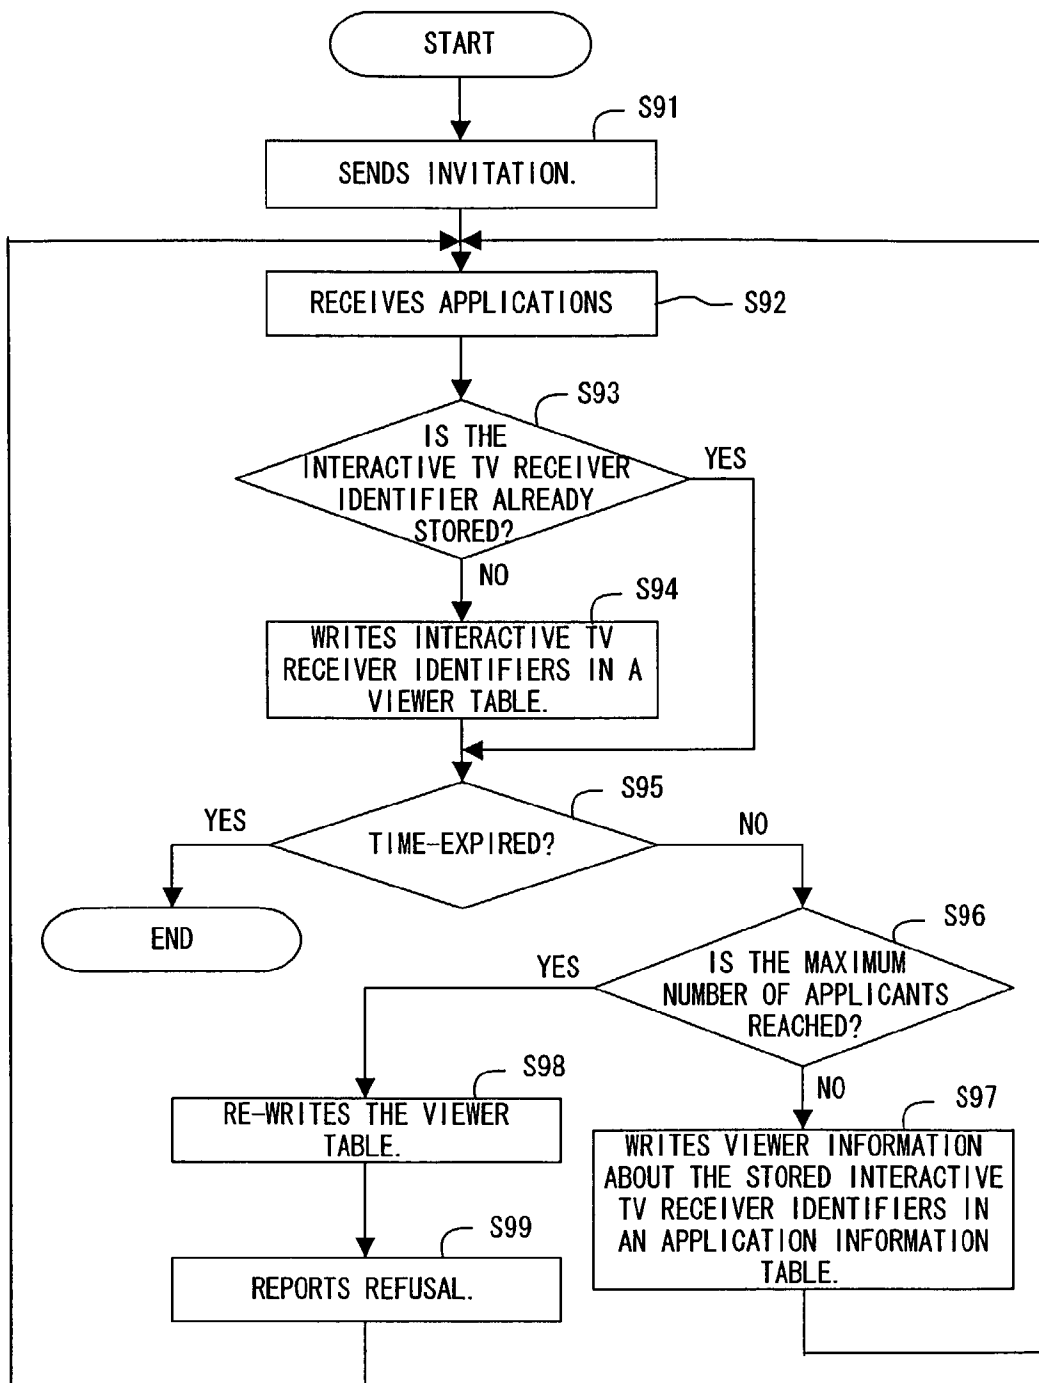 START
S91
SENDS INVITATION.
RECEIVES APPLICATIONS
S92
S93
IS THE
INTERACTIVE TV RECEIVER
IDENTIFIER ALREADY
STORED?
YES
NO
S94
WRITES INTERACTIVE TV
RECEIVER IDENTIFIERS IN A
VIEWER TABLE.
S95
YES
TIME-EXPIRED?
NO
END
S96
YES
IS THE MAXIMUM
NUMBER OF APPLICANTS
REACHED?
NO
S98
RE-WRITES THE VIEWER
TABLE.
S97
WRITES VIEWER INFORMATION
ABOUT THE STORED INTERACTIVE
TV RECEIVER IDENTIFIERS IN
AN APPLICATION INFORMATION
TABLE.
S99
REPORTS REFUSAL.